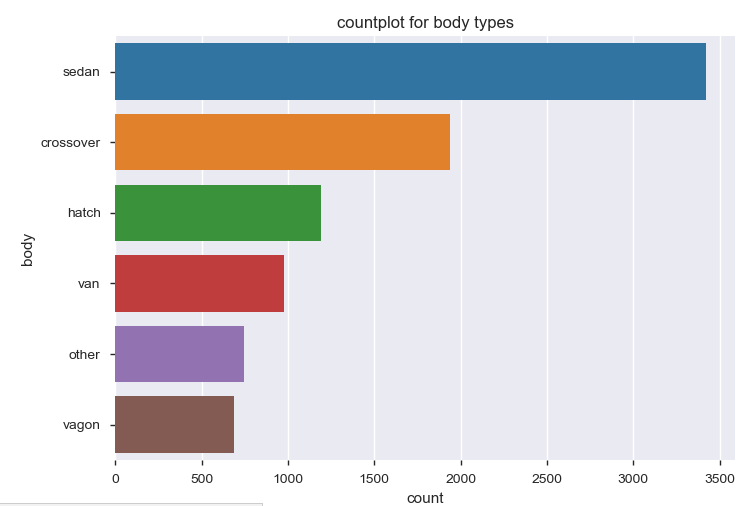 countplot for body types
sedan
crossover
hatch
van
other
vagon
body
0 500 1000 1500 2000 2500 3000 3500
count